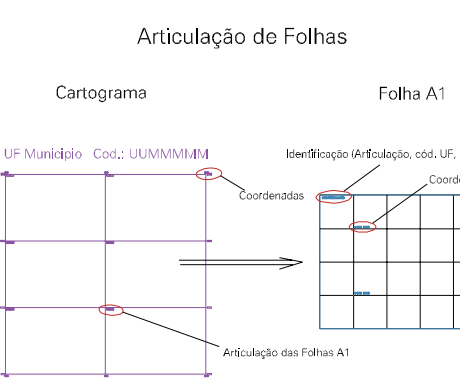 Articulação de Folhas
Cartograma
Folha A1
UF Municipio Cod.: UUMMMMM
Identificação (Articulação, cód. UF,
Coordenadas
Articulação das Folhas A1